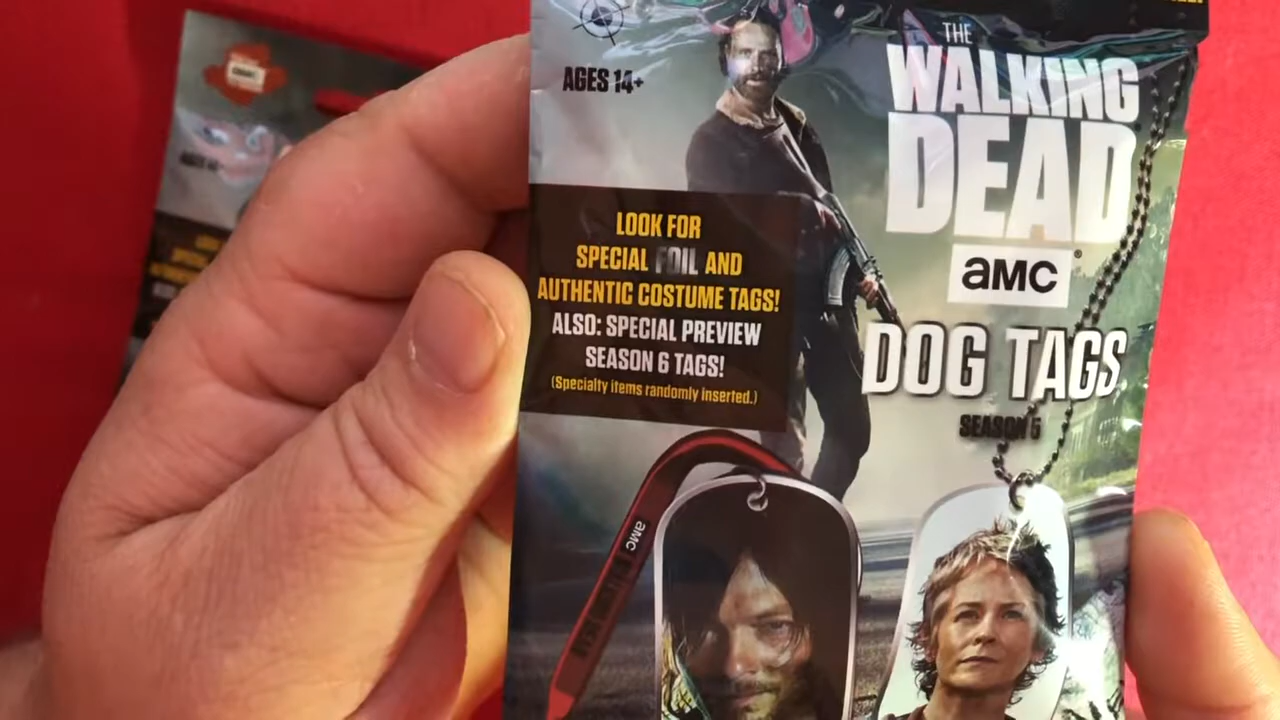 AGES 14+
THE
WALKING
DEAD
aMC®
DOG TAGS
SEASON 5
LOOK FOR
SPECIAL FOIL AND
AUTHENTIC COSTUME TAGS!
ALSO: SPECIAL PREVIEW
SEASON 6 TAGS!
(Specialty items randomly inserted.)
aMC